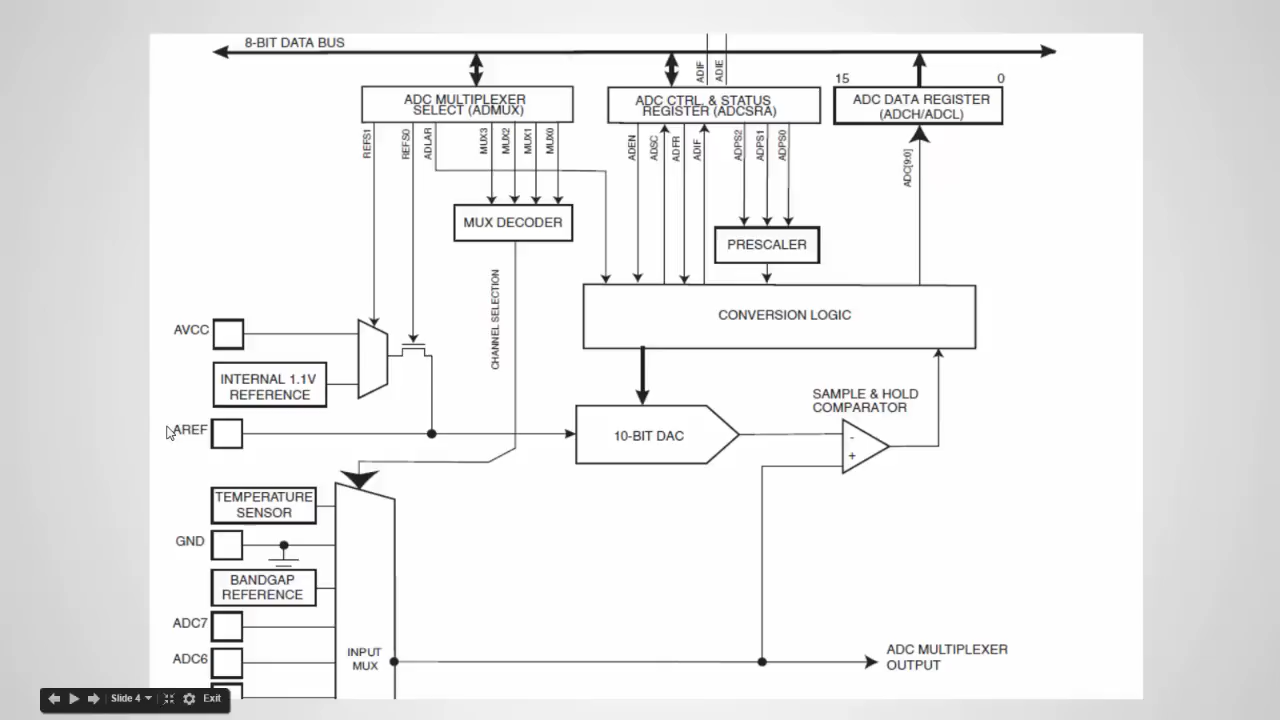 8-BIT DATA BUS
ADIF
ADIE
15
0
ADC MULTIPLEXER
SELECT (ADMUX)
ADC CTRL. & STATUS
REGISTER (ADCSRA)
ADC DATA REGISTER
(ADCH/ADCL)
REFS1
REFS0
ADLAR
MUX3
MUX2
MUX1
MUX0
ADEN
ADSC
ADFR
ADIF
ADPS2
ADPS1
ADPS0
ADC[9:0]
MUX DECODER
PRESCALER
CHANNEL SELECTION
CONVERSION LOGIC
AVCC
INTERNAL 1.1V
REFERENCE
SAMPLE & HOLD
COMPARATOR
AREF
10-BIT DAC
-
+
TEMPERATURE
SENSOR
GND
BANDGAP
REFERENCE
ADC7
ADC6
INPUT
MUX
ADC MULTIPLEXER
OUTPUT
Slide 4
Exit